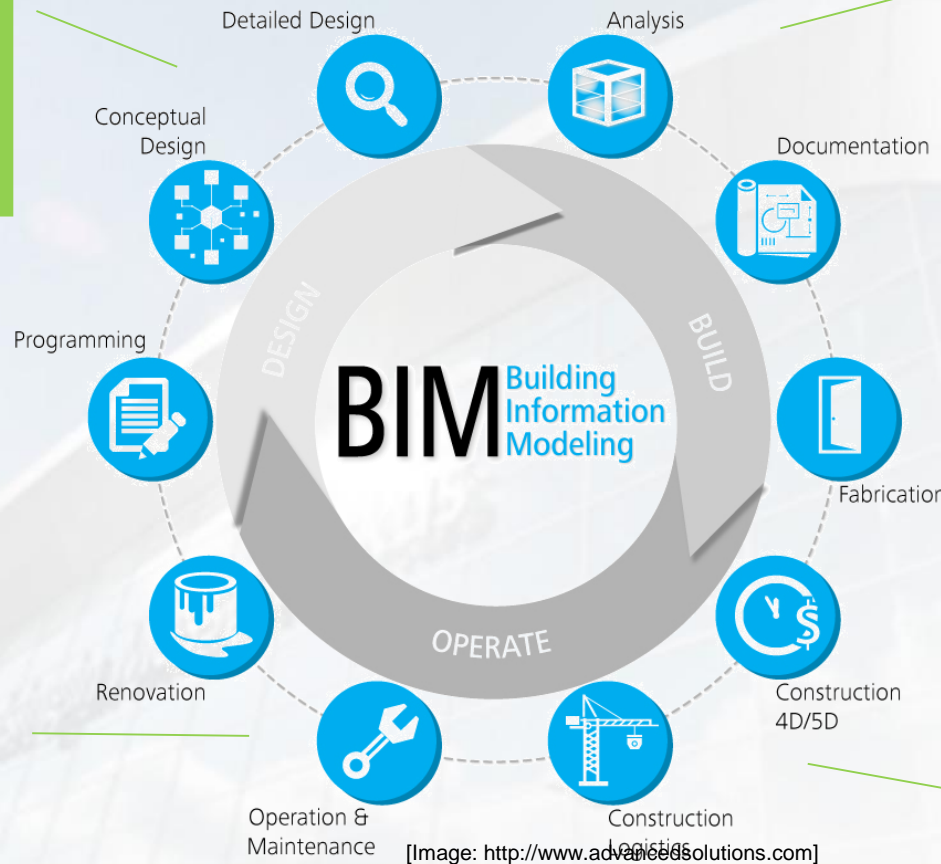 Detailed Design
Analysis
Conceptual
Design
Documentation
DESIGN
BUILD
Programming
BIM
Building
Information
Modeling
Fabrication
OPERATE
Renovation
Construction
4D/5D
Operation &
Maintenance
Construction
Logistics
[Image: http://www.advancedsolutions.com]
$